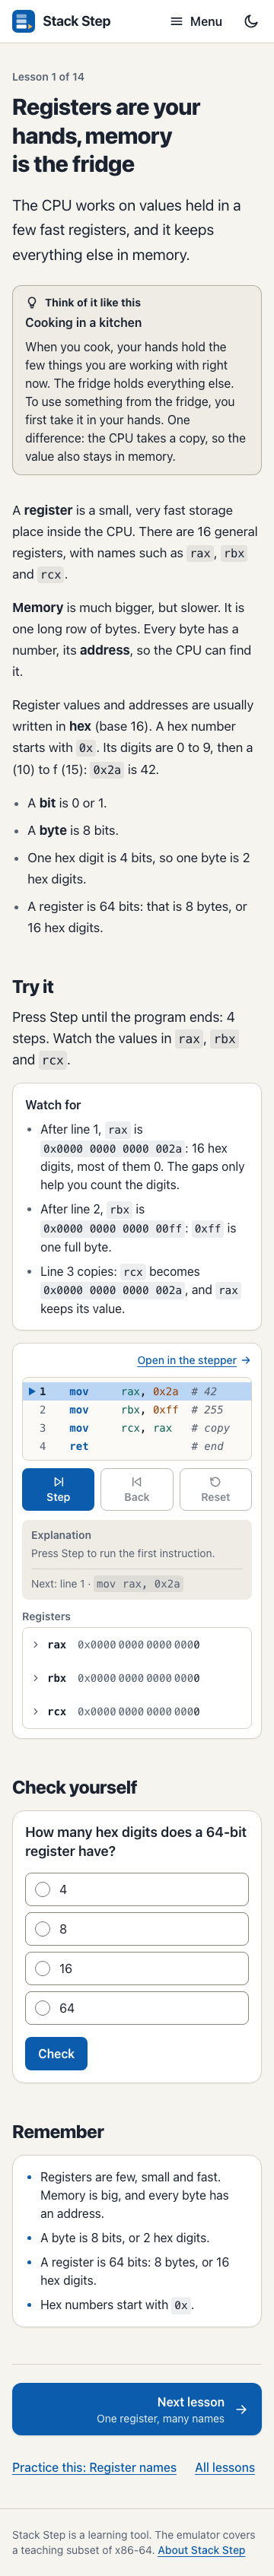 Stack Step
Menu
Lesson 1 of 14
Registers are your
hands, memory
is the fridge
The CPU works on values held in a
few fast registers, and it keeps
everything else in memory.
Think of it like this
Cooking in a kitchen
When you cook, your hands hold the
few things you are working with right
now. The fridge holds everything else.
To use something from the fridge, you
first take it in your hands. One
difference: the CPU takes a copy, so the
value also stays in memory.
A register is a small, very fast storage
place inside the CPU. There are 16 general
registers, with names such as rax, rbx
and rcx.
Memory is much bigger, but slower. It is
one long row of bytes. Every byte has a
number, its address, so the CPU can find
it.
Register values and addresses are usually
written in hex (base 16). A hex number
starts with 0x. Its digits are 0 to 9, then a
(10) to f (15): 0x2a is 42.
• A bit is 0 or 1.
• A byte is 8 bits.
• One hex digit is 4 bits, so one byte is 2
hex digits.
• A register is 64 bits: that is 8 bytes, or
16 hex digits.
Try it
Press Step until the program ends: 4
steps. Watch the values in rax, rbx
and rcx.
Watch for
• After line 1, rax is
0x0000 0000 0000 002a: 16 hex
digits, most of them 0. The gaps only
help you count the digits.
• After line 2, rbx is
0x0000 0000 0000 00ff: 0xff is
one full byte.
• Line 3 copies: rcx becomes
0x0000 0000 0000 002a, and rax
keeps its value.
Open in the stepper →
1 mov rax, 0x2a # 42
2 mov rbx, 0xff # 255
3 mov rcx, rax # copy
4 ret # end
Step
Back
Reset
Explanation
Press Step to run the first instruction.
Next: line 1 · mov rax, 0x2a
Registers
rax 0x0000 0000 0000 0000
rbx 0x0000 0000 0000 0000
rcx 0x0000 0000 0000 0000
Check yourself
How many hex digits does a 64-bit
register have?
4
8
16
64
Check
Remember
• Registers are few, small and fast.
Memory is big, and every byte has
an address.
• A byte is 8 bits, or 2 hex digits.
• A register is 64 bits: 8 bytes, or 16
hex digits.
• Hex numbers start with 0x.
Next lesson
One register, many names
Practice this: Register names
All lessons
Stack Step is a learning tool. The emulator covers
a teaching subset of x86-64. About Stack Step